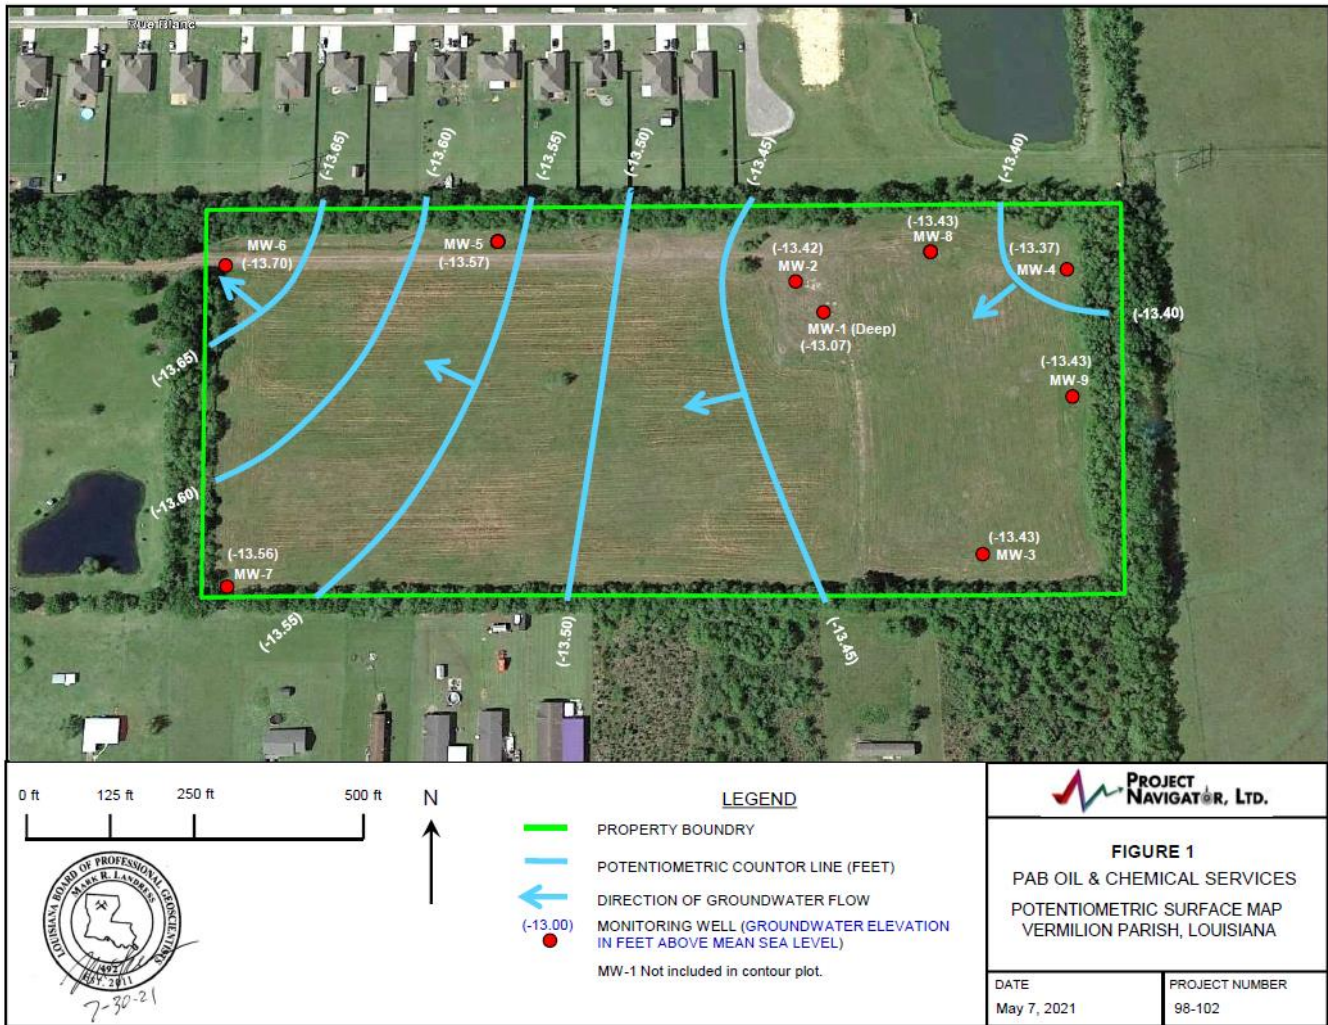 Rue Blanc
(-13.65)
(-13.60)
(-13.55)
(-13.50)
(-13.45)
(-13.40)
MW-6
(-13.70)
MW-5
(-13.57)
(-13.42)
MW-2
(-13.43)
MW-8
(-13.37)
MW-4
MW-1 (Deep)
(-13.07)
(-13.40)
(-13.65)
(-13.43)
MW-9
(-13.60)
(-13.56)
MW-7
(-13.43)
MW-3
(-13.55)
(-13.50)
(-13.45)
0 ft 125 ft 250 ft 500 ft
N
LOUISIANA BOARD OF PROFESSIONAL GEOSCIENTISTS
MARK R. LANDRESS
492
EST. 2011
7-30-21
LEGEND
PROPERTY BOUNDRY
POTENTIOMETRIC COUNTOR LINE (FEET)
DIRECTION OF GROUNDWATER FLOW
(-13.00) MONITORING WELL (GROUNDWATER ELEVATION
IN FEET ABOVE MEAN SEA LEVEL)
MW-1 Not included in contour plot.
PROJECT
NAVIGATOR, LTD.
FIGURE 1
PAB OIL & CHEMICAL SERVICES
POTENTIOMETRIC SURFACE MAP
VERMILION PARISH, LOUISIANA
DATE
May 7, 2021
PROJECT NUMBER
98-102